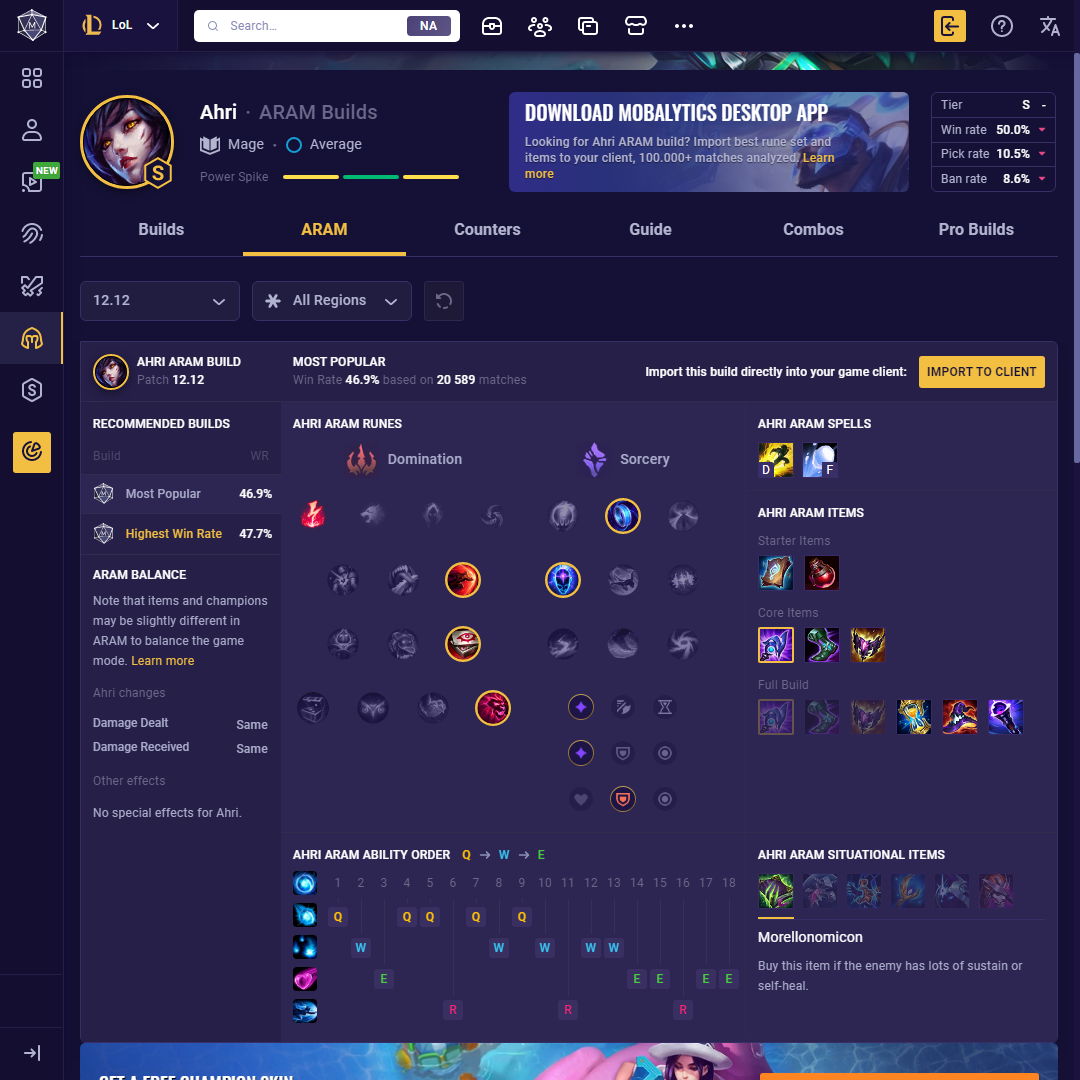 LoL
Search...
NA
NEW
Ahri · ARAM Builds
Mage · Average
Power Spike
S
DOWNLOAD MOBALYTICS DESKTOP APP
Looking for Ahri ARAM build? Import best rune set and
items to your client, 100.000+ matches analyzed. Learn
more
Tier S -
Win rate 50.0%
Pick rate 10.5%
Ban rate 8.6%
Builds
ARAM
Counters
Guide
Combos
Pro Builds
12.12
All Regions
AHRI ARAM BUILD
Patch 12.12
MOST POPULAR
Win Rate 46.9% based on 20 589 matches
Import this build directly into your game client:
IMPORT TO CLIENT
RECOMMENDED BUILDS
Build WR
Most Popular 46.9%
Highest Win Rate 47.7%
ARAM BALANCE
Note that items and champions
may be slightly different in
ARAM to balance the game
mode. Learn more
Ahri changes
Damage Dealt Same
Damage Received Same
Other effects
No special effects for Ahri.
AHRI ARAM RUNES
Domination
Sorcery
AHRI ARAM SPELLS
D
F
AHRI ARAM ITEMS
Starter Items
Core Items
Full Build
AHRI ARAM ABILITY ORDER Q → W → E
1 2 3 4 5 6 7 8 9 10 11 12 13 14 15 16 17 18
Q Q Q Q Q
W W W W W
E E E E E
R R R
AHRI ARAM SITUATIONAL ITEMS
Morellonomicon
Buy this item if the enemy has lots of sustain or
self-heal.
GET A FREE CHAMPION SKIN